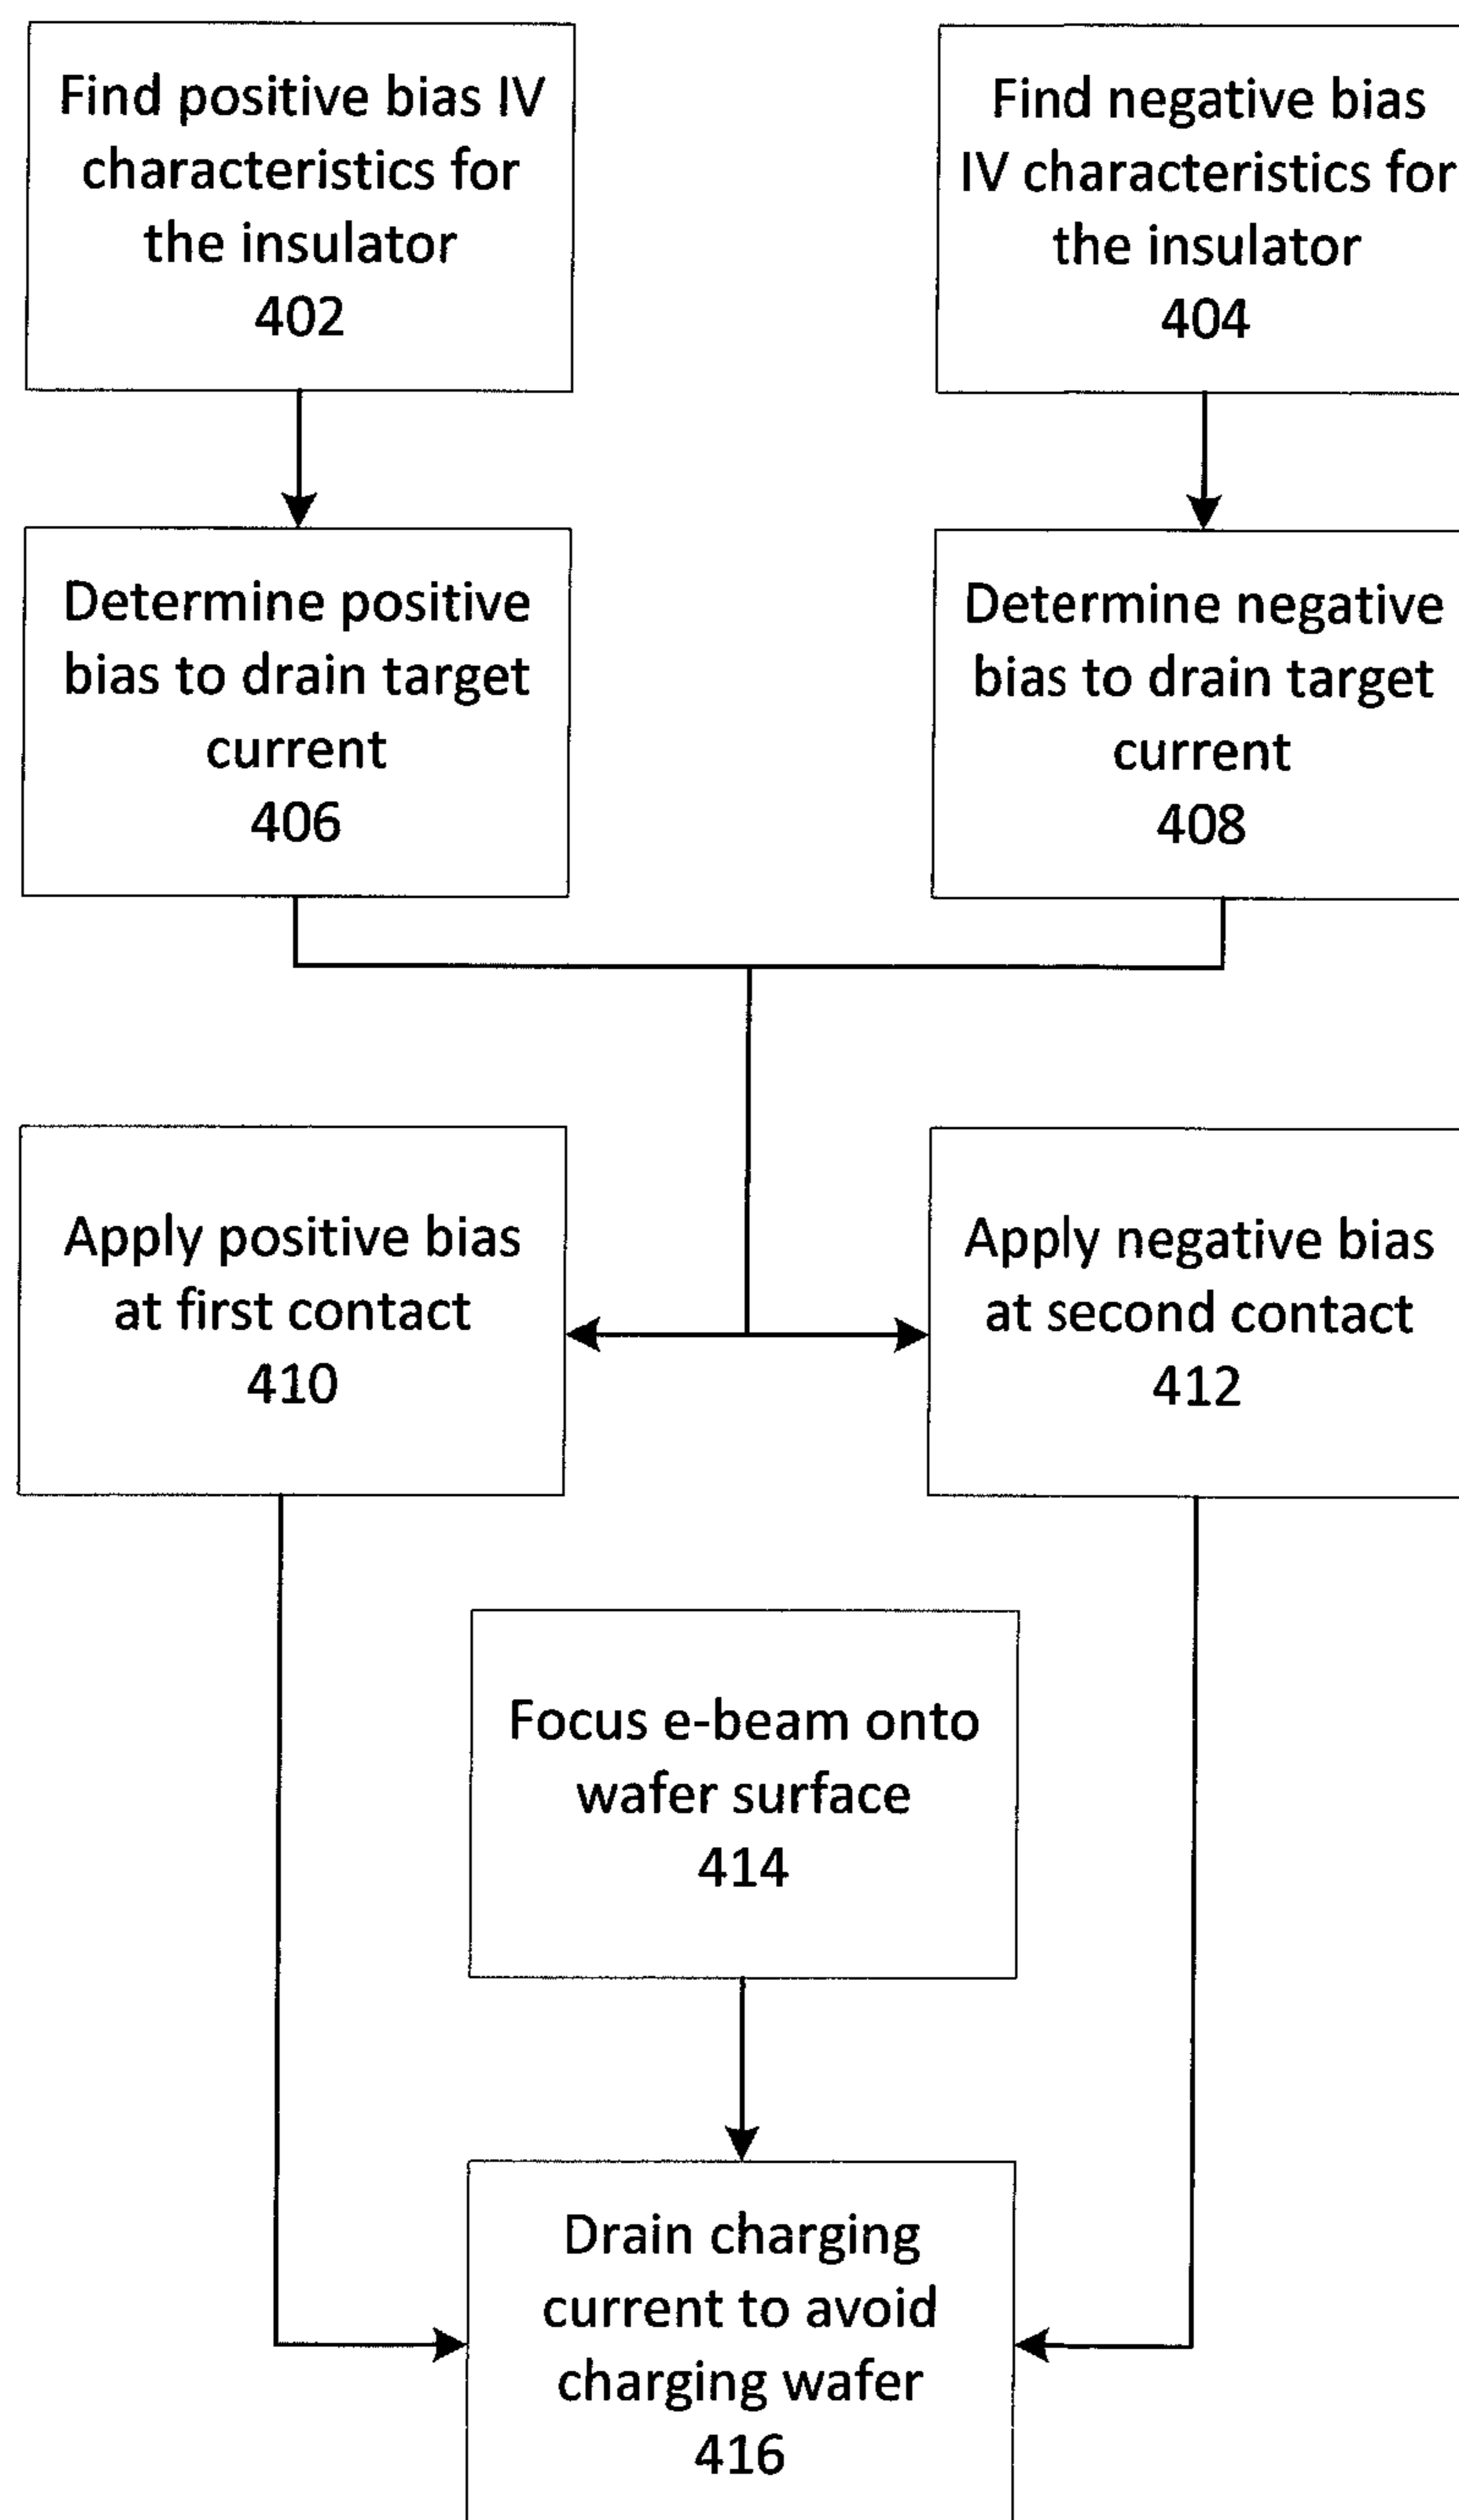 Find positive bias IV
characteristics for
the insulator
402
Find negative bias
IV characteristics for
the insulator
404
Determine positive
bias to drain target
current
406
Determine negative
bias to drain target
current
408
Apply positive bias
at first contact
410
Apply negative bias
at second contact
412
Focus e-beam onto
wafer surface
414
Drain charging
current to avoid
charging wafer
416